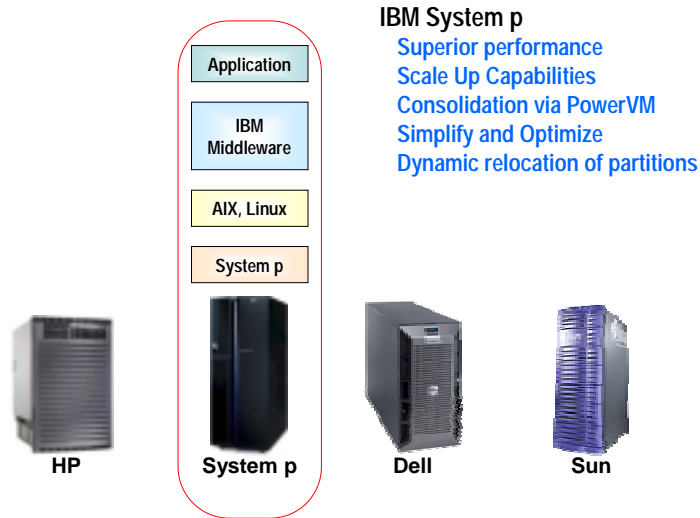 IBM System p
Superior performance
Scale Up Capabilities
Consolidation via PowerVM
Simplify and Optimize
Dynamic relocation of partitions
Application
IBM
Middleware
AIX, Linux
System p
HP
System p
Dell
Sun